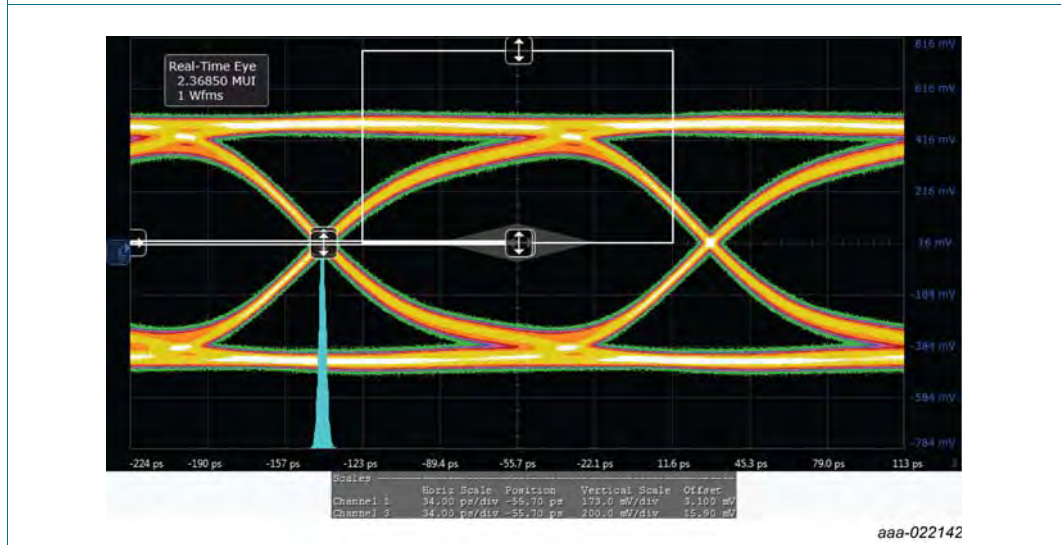 816 mV
Real-Time Eye
2.36850 MUI
1 Wfms
616 mV
416 mV
216 mV
16 mV
-184 mV
-384 mV
-584 mV
-784 mV
-224 ps -190 ps -157 ps -123 ps -89.4 ps -55.7 ps -22.1 ps 11.6 ps 45.3 ps 79.0 ps 113 ps
Scales
Horiz Scale Position Vertical Scale Offset
Channel 1 34.00 ps/div -55.70 ps 173.0 mV/div 3.100 mV
Channel 3 34.00 ps/div -55.70 ps 200.0 mV/div 15.90 mV
aaa-022142